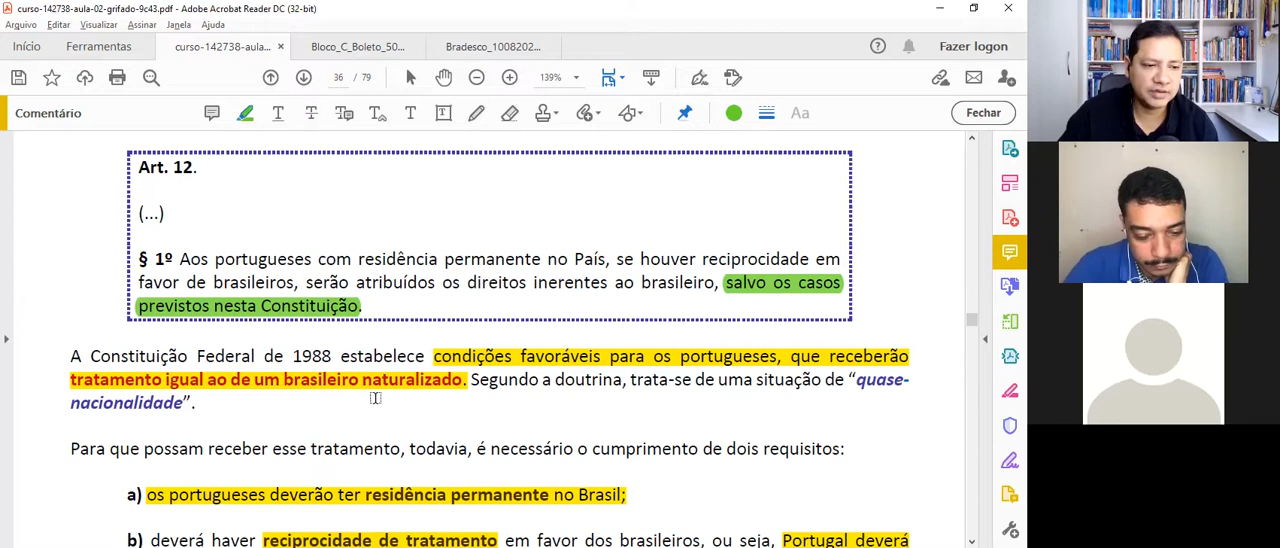 curso-142738-aula-02-grifado-9c43.pdf - Adobe Acrobat Reader DC (32-bit)
Arquivo Editar Visualizar Assinar Janela Ajuda
Início Ferramentas curso-142738-aula... × Bloco_C_Boleto_50... Bradesco_1008202... Fazer logon
36 / 79 139%
Comentário Aa Fechar
Art. 12.
(...)
§ 1º Aos portugueses com residência permanente no País, se houver reciprocidade em
favor de brasileiros, serão atribuídos os direitos inerentes ao brasileiro, salvo os casos
previstos nesta Constituição.
A Constituição Federal de 1988 estabelece condições favoráveis para os portugueses, que receberão
tratamento igual ao de um brasileiro naturalizado. Segundo a doutrina, trata-se de uma situação de “quase-
nacionalidade”.
Para que possam receber esse tratamento, todavia, é necessário o cumprimento de dois requisitos:
a) os portugueses deverão ter residência permanente no Brasil;
b) deverá haver reciprocidade de tratamento em favor dos brasileiros, ou seja, Portugal deverá